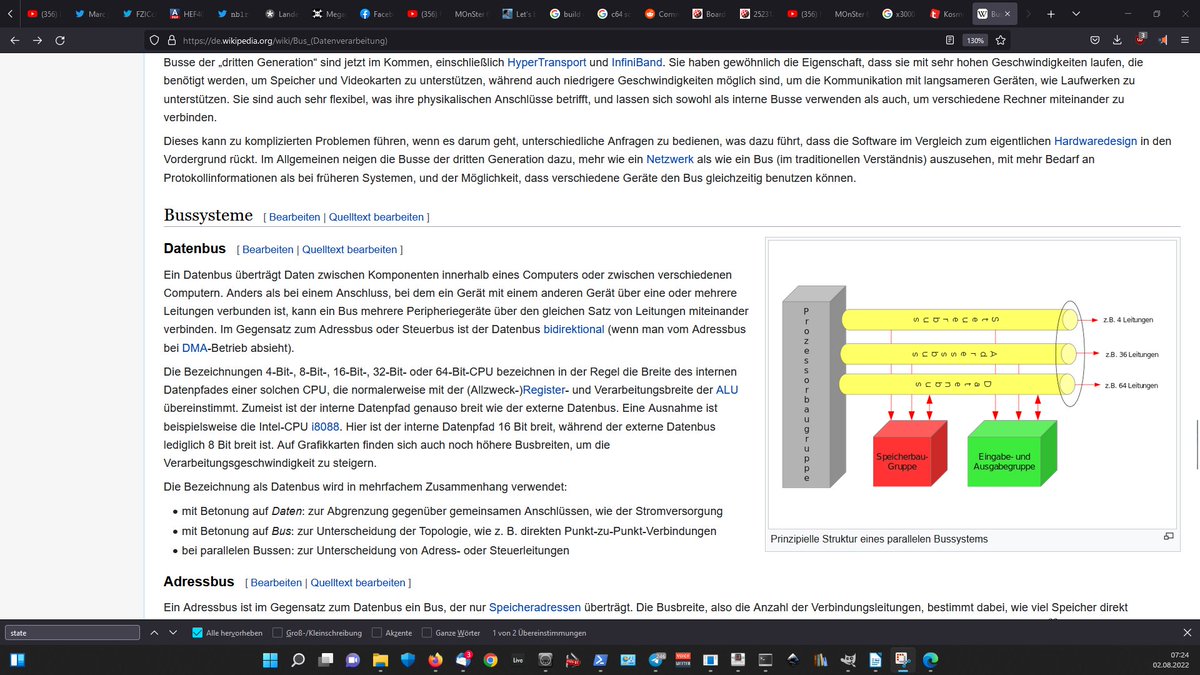 (356)
Marc
(356)
FZIC
HEF40
nb1z
Lande
Mega
Faceb
(356)
MOnSter
Let's
build
c64 sc
Com
Board
25231
(356)
MOnSter
x3000
Kosm
Bus
https://de.wikipedia.org/wiki/Bus_(Datenverarbeitung)
130%
3
Busse der „dritten Generation“ sind jetzt im Kommen, einschließlich HyperTransport und InfiniBand. Sie haben gewöhnlich die Eigenschaft, dass sie mit sehr hohen Geschwindigkeiten laufen, die
benötigt werden, um Speicher und Videokarten zu unterstützen, während auch niedrigere Geschwindigkeiten möglich sind, um die Kommunikation mit langsameren Geräten, wie Laufwerken zu
unterstützen. Sie sind auch sehr flexibel, was ihre physikalischen Anschlüsse betrifft, und lassen sich sowohl als interne Busse verwenden als auch, um verschiedene Rechner miteinander zu
verbinden.
Dieses kann zu komplizierten Problemen führen, wenn es darum geht, unterschiedliche Anfragen zu bedienen, was dazu führt, dass die Software im Vergleich zum eigentlichen Hardwaredesign in den
Vordergrund rückt. Im Allgemeinen neigen die Busse der dritten Generation dazu, mehr wie ein Netzwerk als wie ein Bus (im traditionellen Verständnis) auszusehen, mit mehr Bedarf an
Protokollinformationen als bei früheren Systemen, und der Möglichkeit, dass verschiedene Geräte den Bus gleichzeitig benutzen können.
Bussysteme [ Bearbeiten | Quelltext bearbeiten ]
Datenbus [ Bearbeiten | Quelltext bearbeiten ]
Ein Datenbus überträgt Daten zwischen Komponenten innerhalb eines Computers oder zwischen verschiedenen
Computern. Anders als bei einem Anschluss, bei dem ein Gerät mit einem anderen Gerät über eine oder mehrere
Leitungen verbunden ist, kann ein Bus mehrere Peripheriegeräte über den gleichen Satz von Leitungen miteinander
verbinden. Im Gegensatz zum Adressbus oder Steuerbus ist der Datenbus bidirektional (wenn man vom Adressbus
bei DMA-Betrieb absieht).
Die Bezeichnungen 4-Bit-, 8-Bit-, 16-Bit-, 32-Bit- oder 64-Bit-CPU bezeichnen in der Regel die Breite des internen
Datenpfades einer solchen CPU, die normalerweise mit der (Allzweck-)Register- und Verarbeitungsbreite der ALU
übereinstimmt. Zumeist ist der interne Datenpfad genauso breit wie der externe Datenbus. Eine Ausnahme ist
beispielsweise die Intel-CPU i8088. Hier ist der interne Datenpfad 16 Bit breit, während der externe Datenbus
lediglich 8 Bit breit ist. Auf Grafikkarten finden sich auch noch höhere Busbreiten, um die
Verarbeitungsgeschwindigkeit zu steigern.
Die Bezeichnung als Datenbus wird in mehrfachem Zusammenhang verwendet:
• mit Betonung auf Daten: zur Abgrenzung gegenüber gemeinsamen Anschlüssen, wie der Stromversorgung
• mit Betonung auf Bus: zur Unterscheidung der Topologie, wie z. B. direkten Punkt-zu-Punkt-Verbindungen
• bei parallelen Bussen: zur Unterscheidung von Adress- oder Steuerleitungen
Prozessorbaugruppe
Steuerbus
Adressbus
Datenbus
z.B. 4 Leitungen
z.B. 36 Leitungen
z.B. 64 Leitungen
Speicherbau-
Gruppe
Eingabe- und
Ausgabegruppe
Prinzipielle Struktur eines parallelen Bussystems
Adressbus [ Bearbeiten | Quelltext bearbeiten ]
Ein Adressbus ist im Gegensatz zum Datenbus ein Bus, der nur Speicheradressen überträgt. Die Busbreite, also die Anzahl der Verbindungsleitungen, bestimmt dabei, wie viel Speicher direkt
state
Alle hervorheben
Groß-/Kleinschreibung
Akzente
Ganze Wörter
1 von 2 Übereinstimmungen
3
Live
07:24
02.08.2022